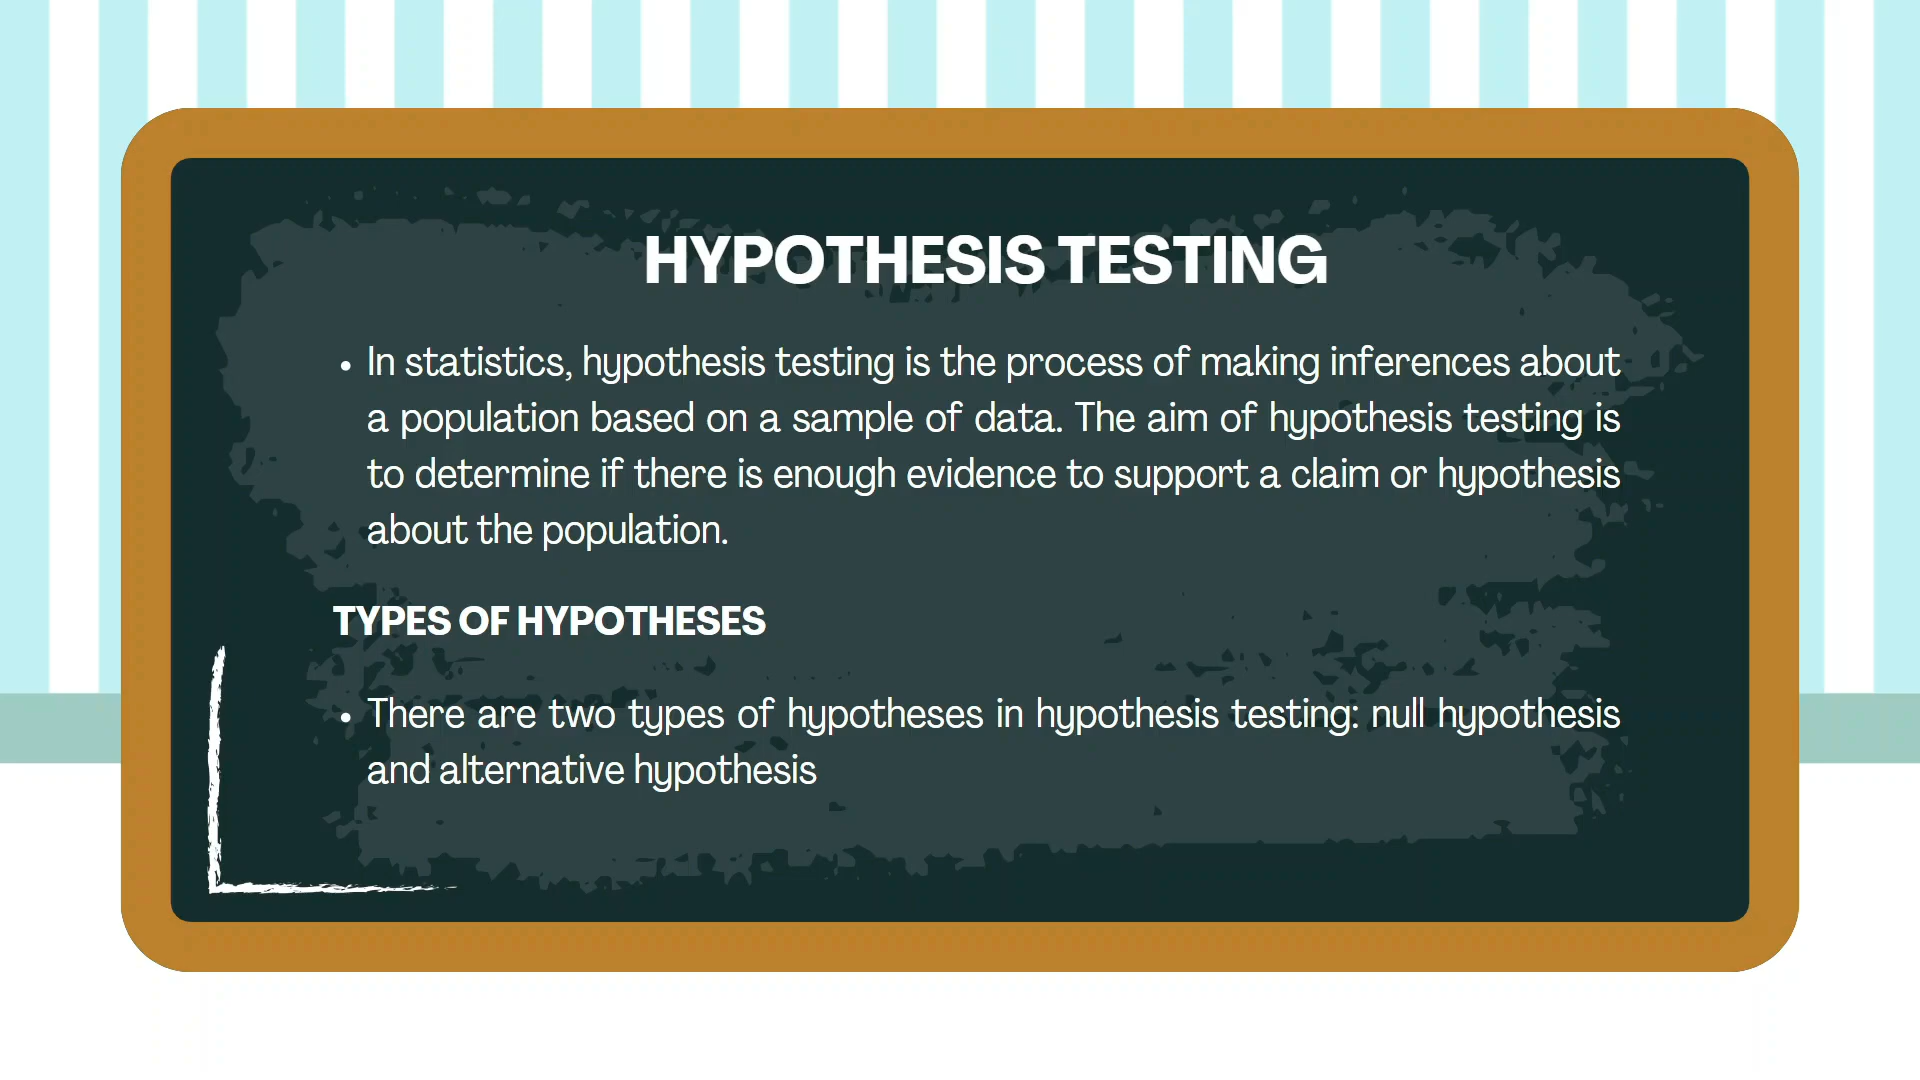 HYPOTHESIS TESTING
• In statistics, hypothesis testing is the process of making inferences about
a population based on a sample of data. The aim of hypothesis testing is
to determine if there is enough evidence to support a claim or hypothesis
about the population.
TYPES OF HYPOTHESES
• There are two types of hypotheses in hypothesis testing: null hypothesis
and alternative hypothesis